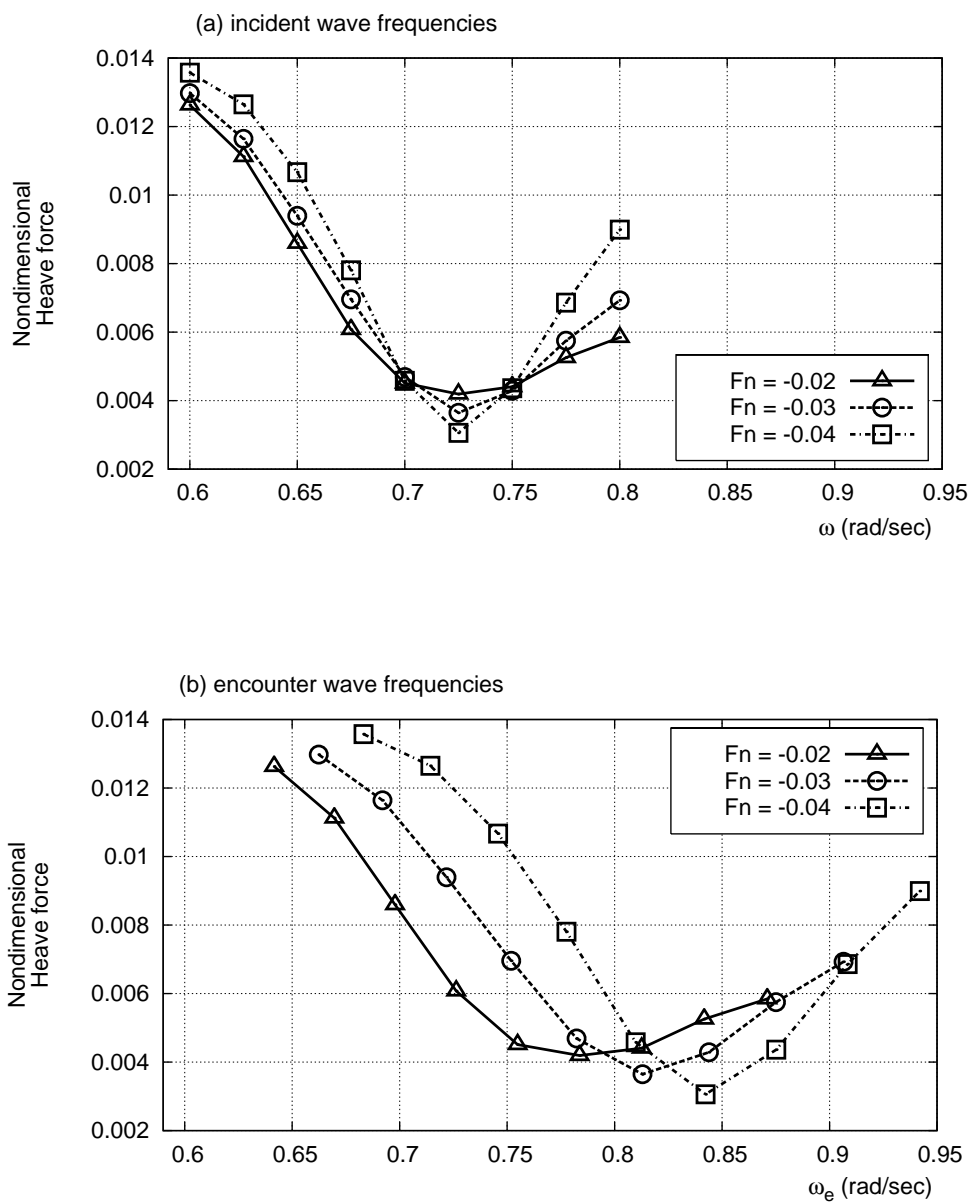 (a) incident wave frequencies
0.014
0.012
0.01
0.008
0.006
0.004
0.002
Nondimensional
Heave force
Fn = -0.02
Fn = -0.03
Fn = -0.04
0.6 0.65 0.7 0.75 0.8 0.85 0.9 0.95
ω (rad/sec)
(b) encounter wave frequencies
0.014
0.012
0.01
0.008
0.006
0.004
0.002
Nondimensional
Heave force
Fn = -0.02
Fn = -0.03
Fn = -0.04
0.6 0.65 0.7 0.75 0.8 0.85 0.9 0.95
ωe (rad/sec)